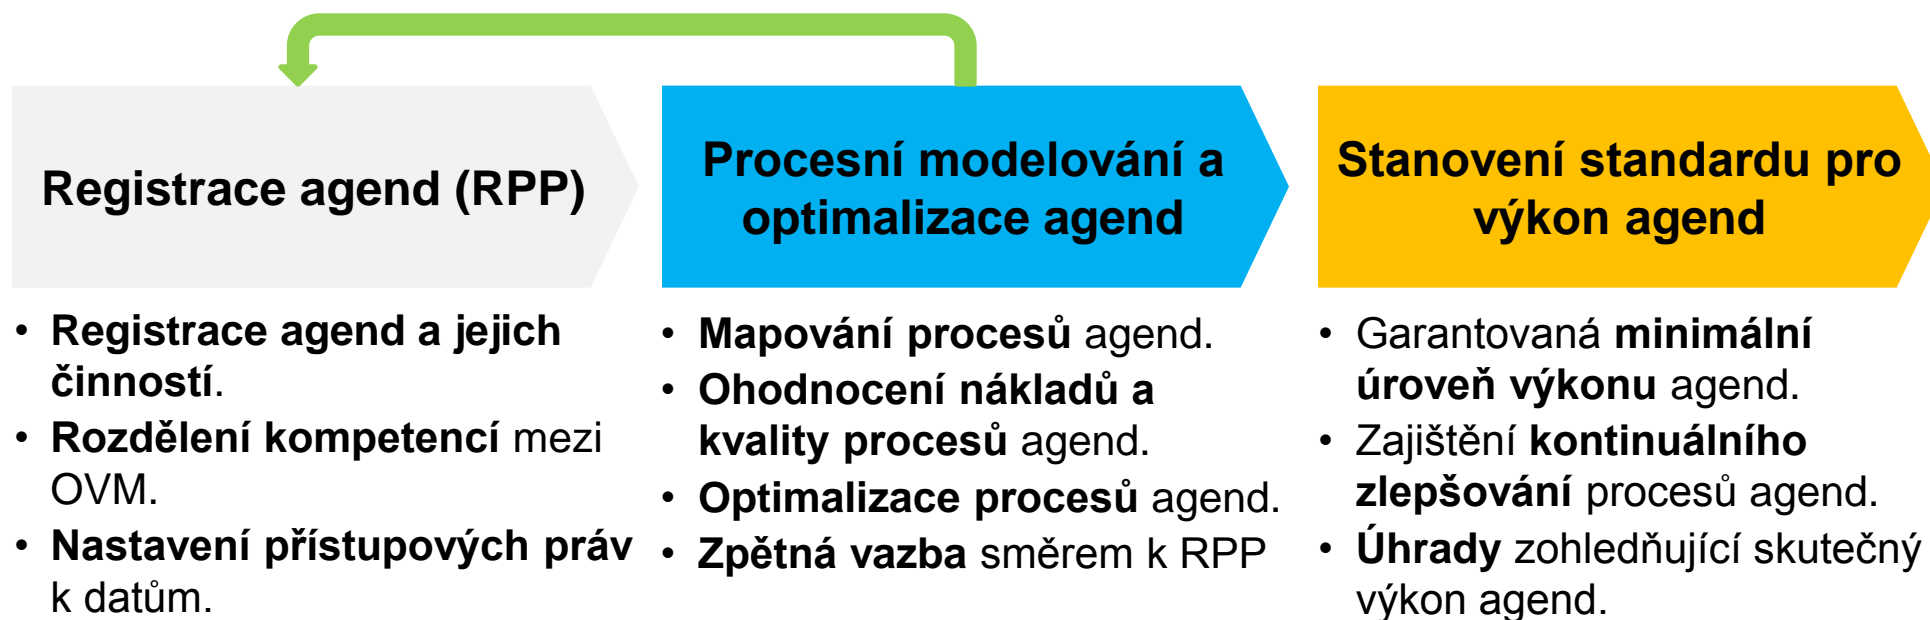 Registrace agend (RPP)
• Registrace agend a jejich
činností.
• Rozdělení kompetencí mezi
OVM.
• Nastavení přístupových práv
k datům.
Procesní modelování a
optimalizace agend
• Mapování procesů agend.
• Ohodnocení nákladů a
kvality procesů agend.
• Optimalizace procesů agend.
• Zpětná vazba směrem k RPP
Stanovení standardu pro
výkon agend
• Garantovaná minimální
úroveň výkonu agend.
• Zajištění kontinuálního
zlepšování procesů agend.
• Úhrady zohledňující skutečný
výkon agend.